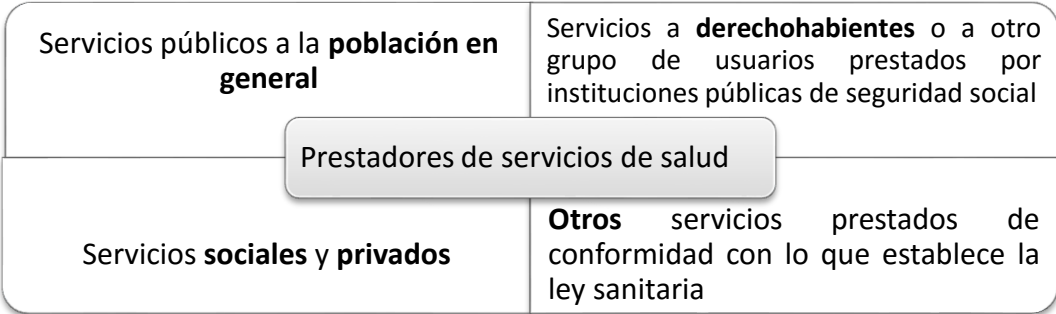 Servicios públicos a la población en
general
Servicios a derechohabientes o a otro
grupo de usuarios prestados por
instituciones públicas de seguridad social
Prestadores de servicios de salud
Servicios sociales y privados
Otros servicios prestados de
conformidad con lo que establece la
ley sanitaria